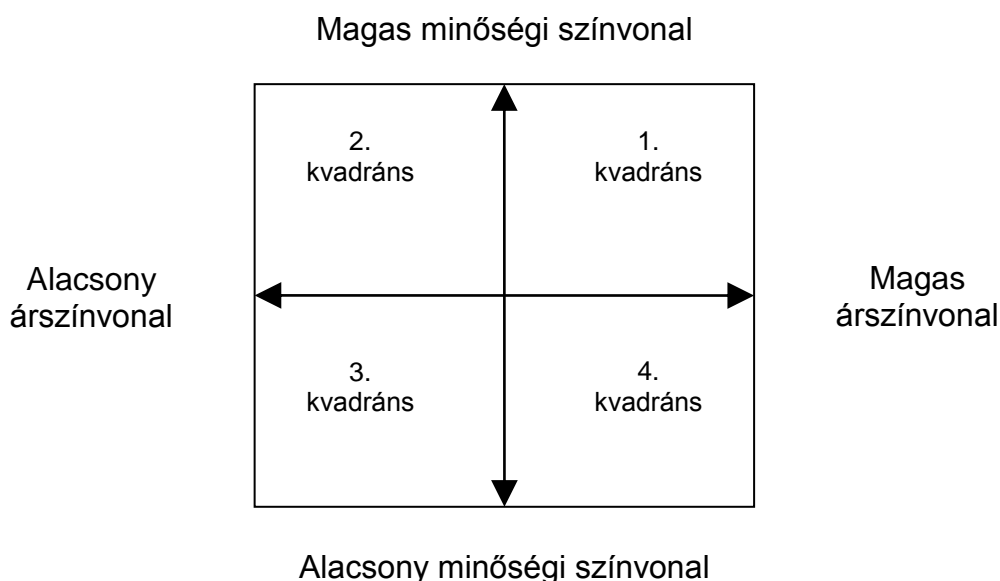 Magas minőségi színvonal
2.
kvadráns
1.
kvadráns
Alacsony
árszínvonal
Magas
árszínvonal
3.
kvadráns
4.
kvadráns
Alacsony minőségi színvonal